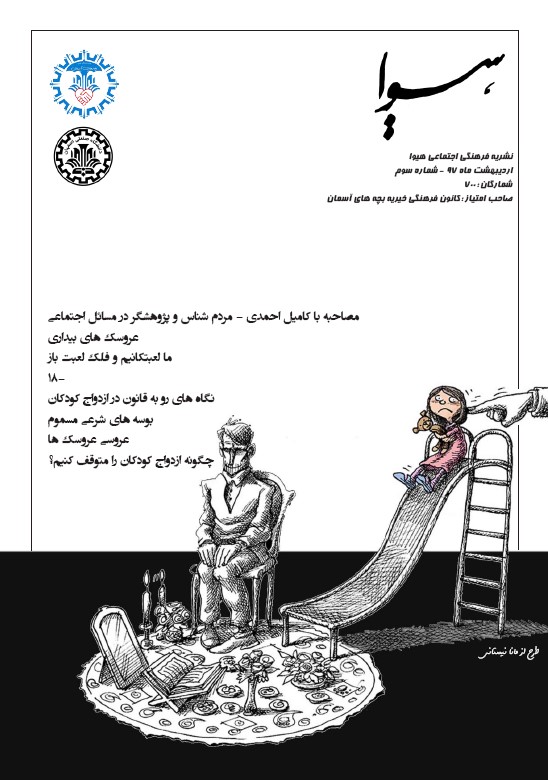 هیوا
نشریه فرهنگی اجتماعی هیوا
اردیبهشت ماه ۹۷ - شماره سوم
شمارگان : ۷۰۰
صاحب امتیاز : کانون فرهنگی خیریه بچه های آسمان
مصاحبه با کامیل احمدی - مردم شناس و پژوهشگر در مسائل اجتماعی
عروسک های بیداری
ما لعبتکانیم و فلک لعبت باز
۱۸-
نگاه های رو به قانون در ازدواج کودکان
بوسه های شرعی مسموم
عروسی عروسک ها
چگونه ازدواج کودکان را متوقف کنیم؟
طرح از مانا نیستانی